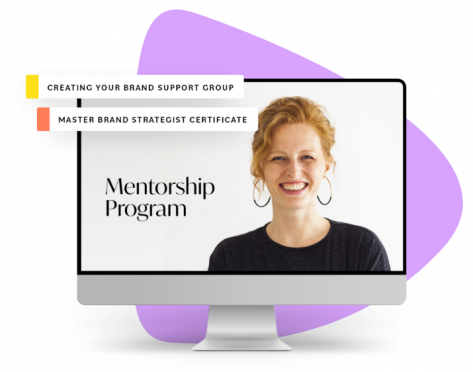 CREATING YOUR BRAND SUPPORT GROUP
MASTER BRAND STRATEGIST CERTIFICATE
Mentorship
Program